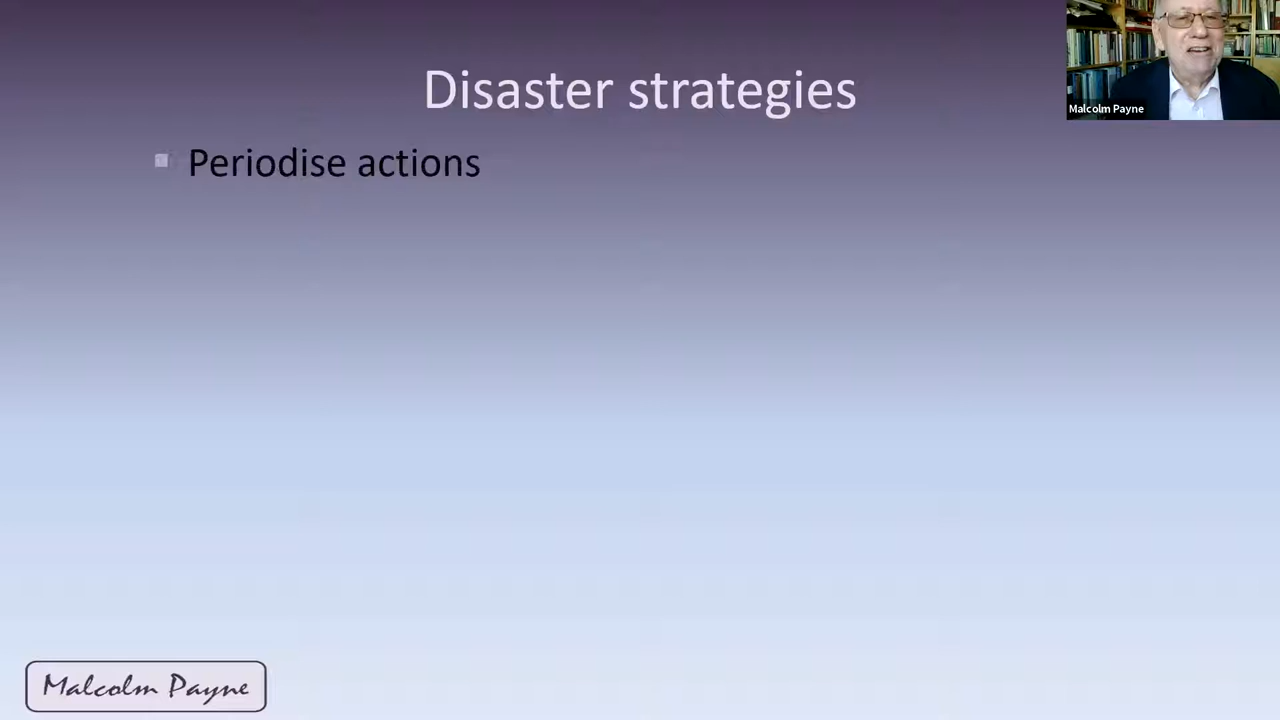 Disaster strategies
Malcolm Payne
Periodise actions
Malcolm Payne